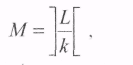 M = ]L/k[ ,